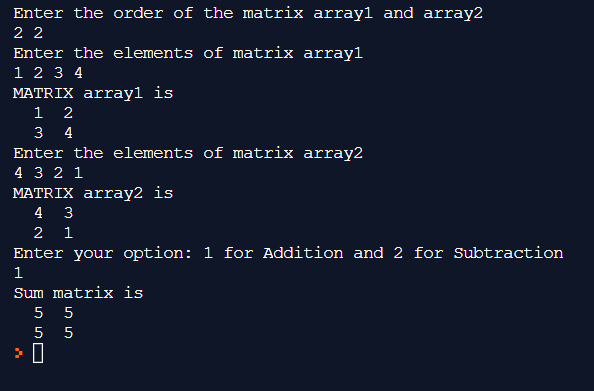 Enter the order of the matrix array1 and array2
2 2
Enter the elements of matrix array1
1 2 3 4
MATRIX array1 is
  1  2
  3  4
Enter the elements of matrix array2
4 3 2 1
MATRIX array2 is
  4  3
  2  1
Enter your option: 1 for Addition and 2 for Subtraction
1
Sum matrix is
  5  5
  5  5
>